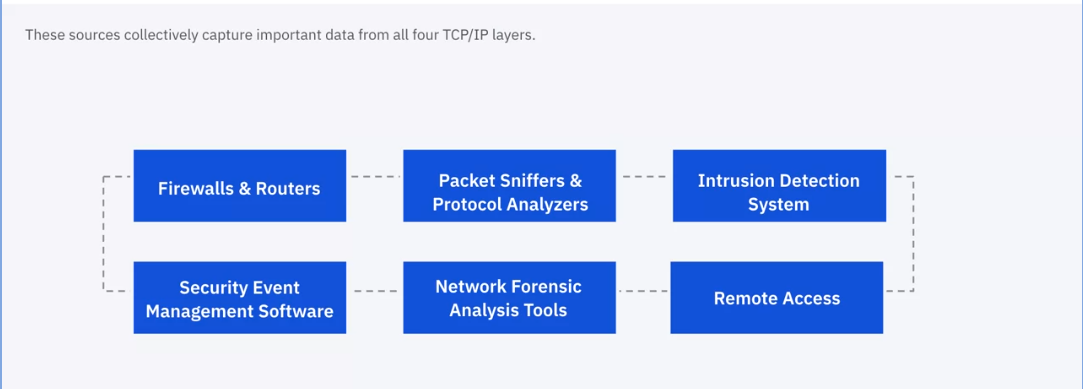 These sources collectively capture important data from all four TCP/IP layers.
Firewalls & Routers
Packet Sniffers &
Protocol Analyzers
Intrusion Detection
System
Security Event
Management Software
Network Forensic
Analysis Tools
Remote Access